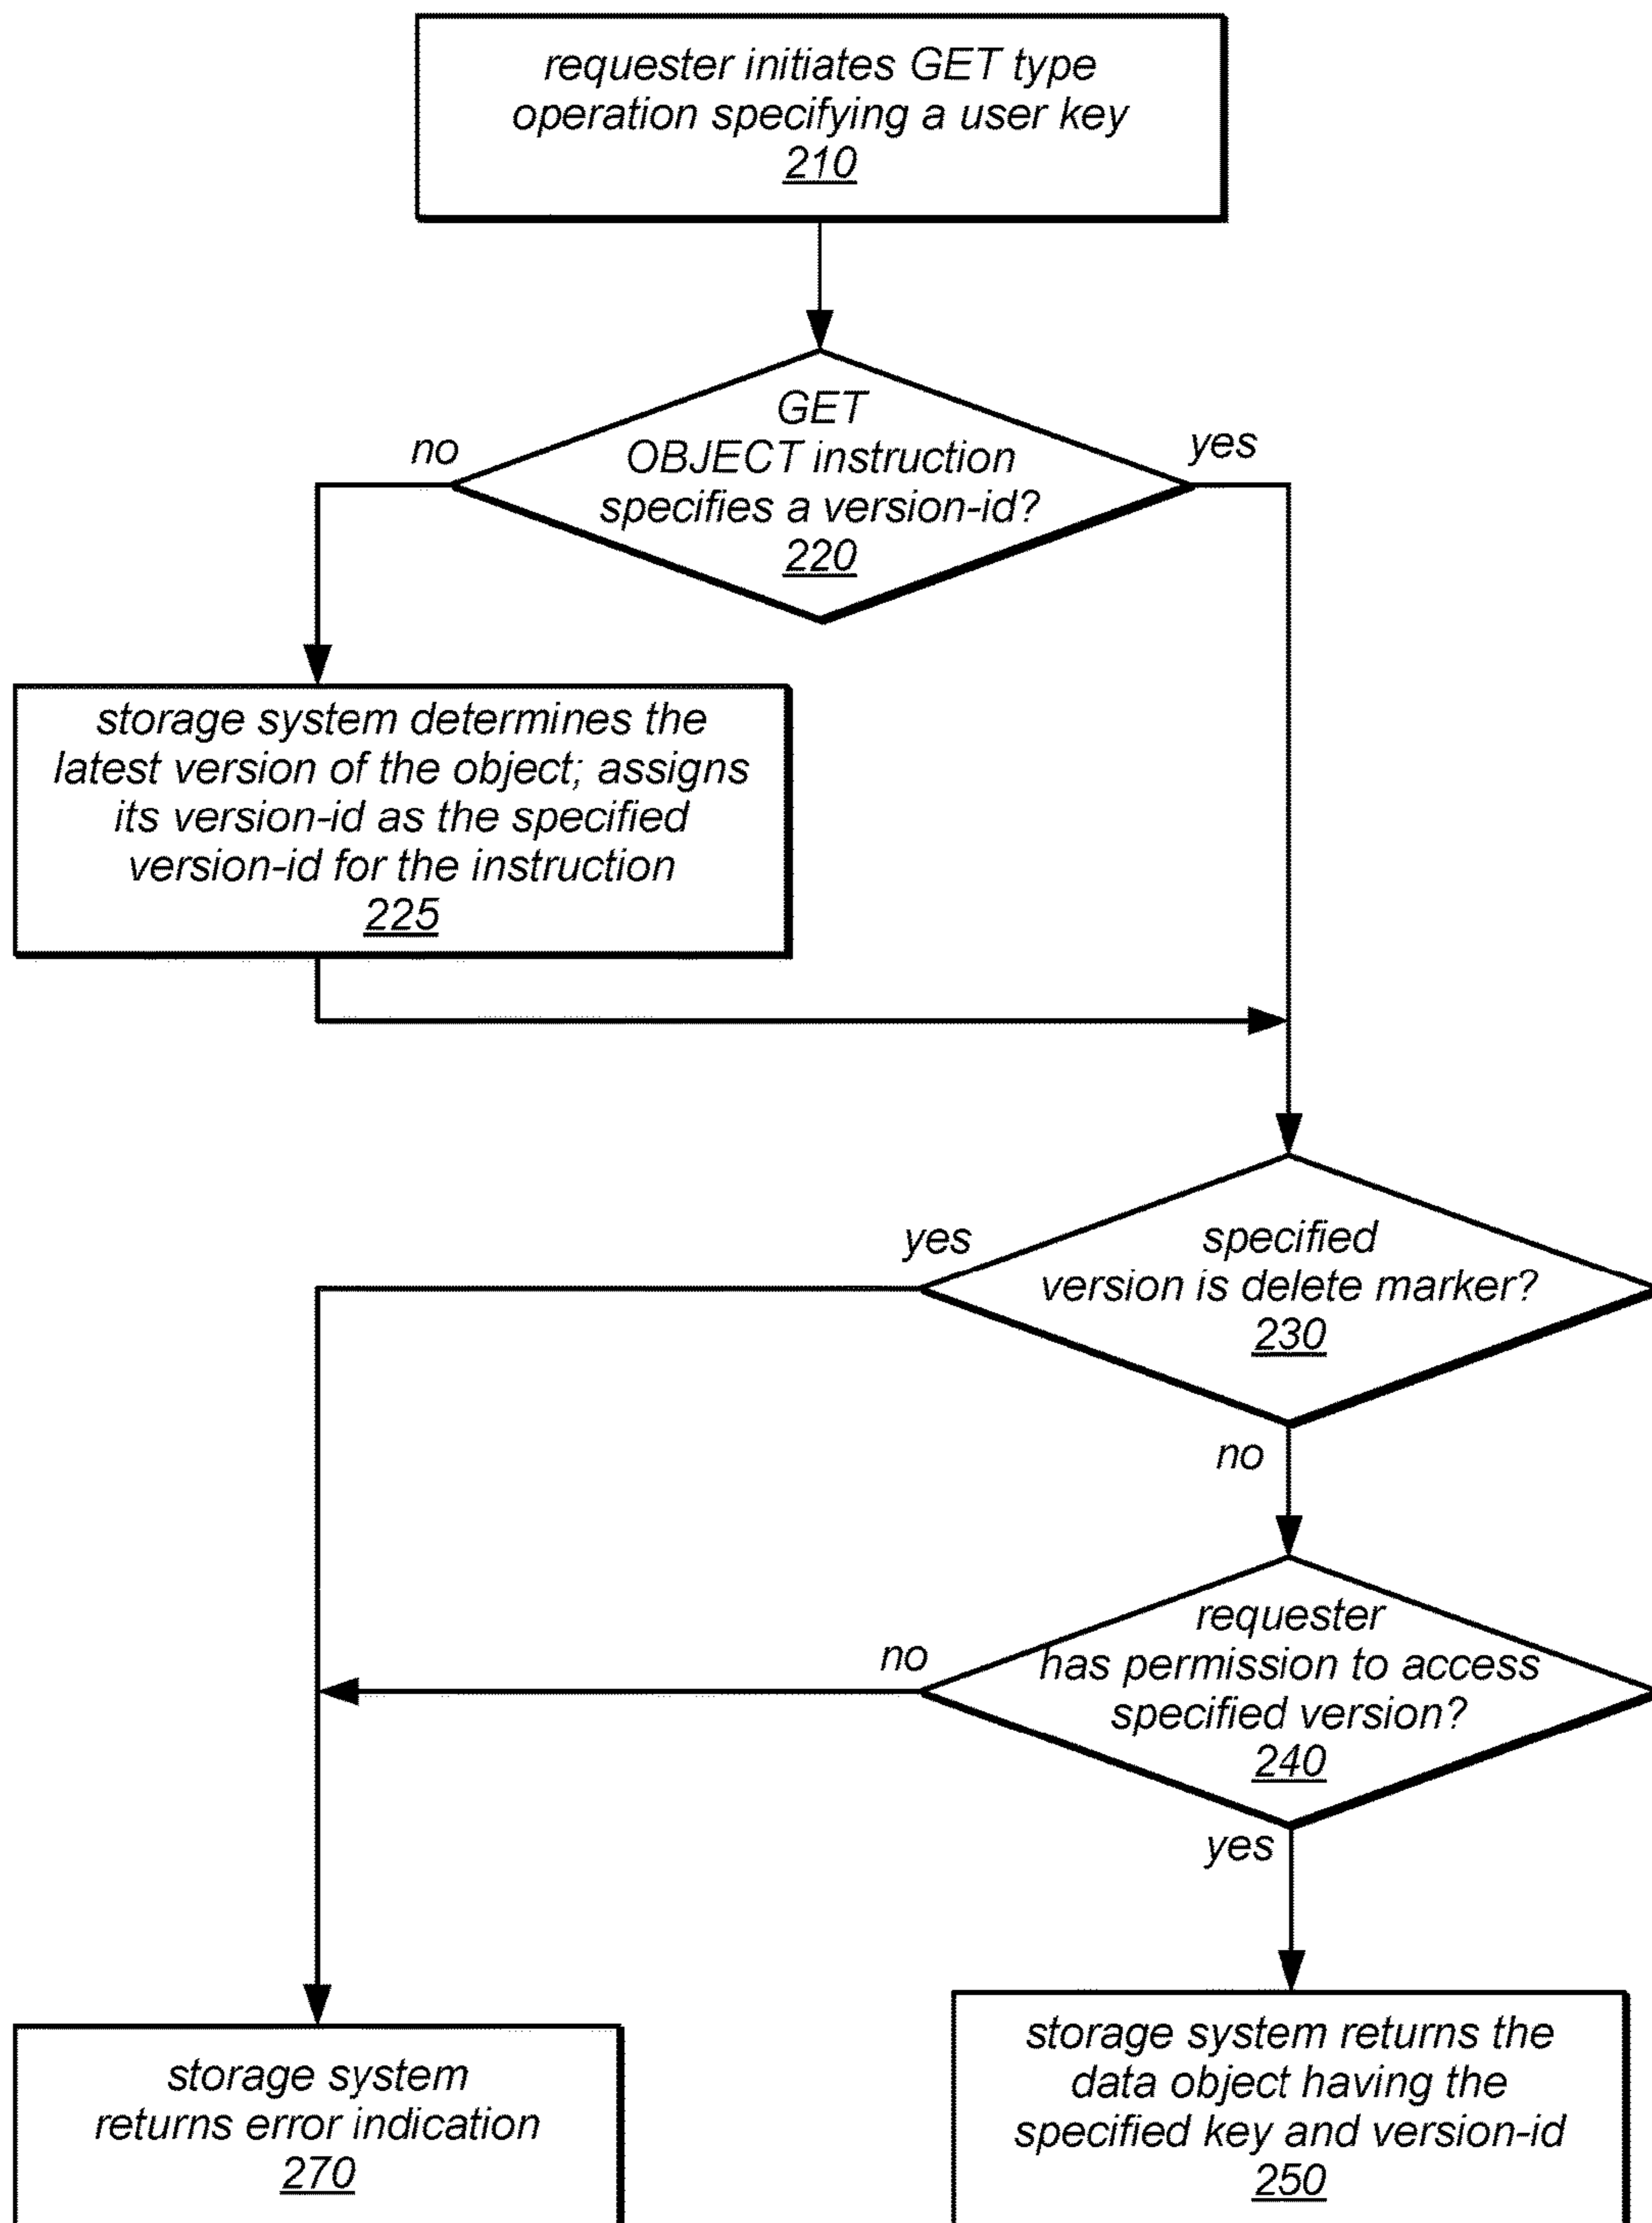 requester initiates GET type
operation specifying a user key
210
GET
OBJECT instruction
specifies a version-id?
220
no
yes
storage system determines the
latest version of the object; assigns
its version-id as the specified
version-id for the instruction
225
specified
version is delete marker?
230
yes
no
requester
has permission to access
specified version?
240
no
yes
storage system
returns error indication
270
storage system returns the
data object having the
specified key and version-id
250